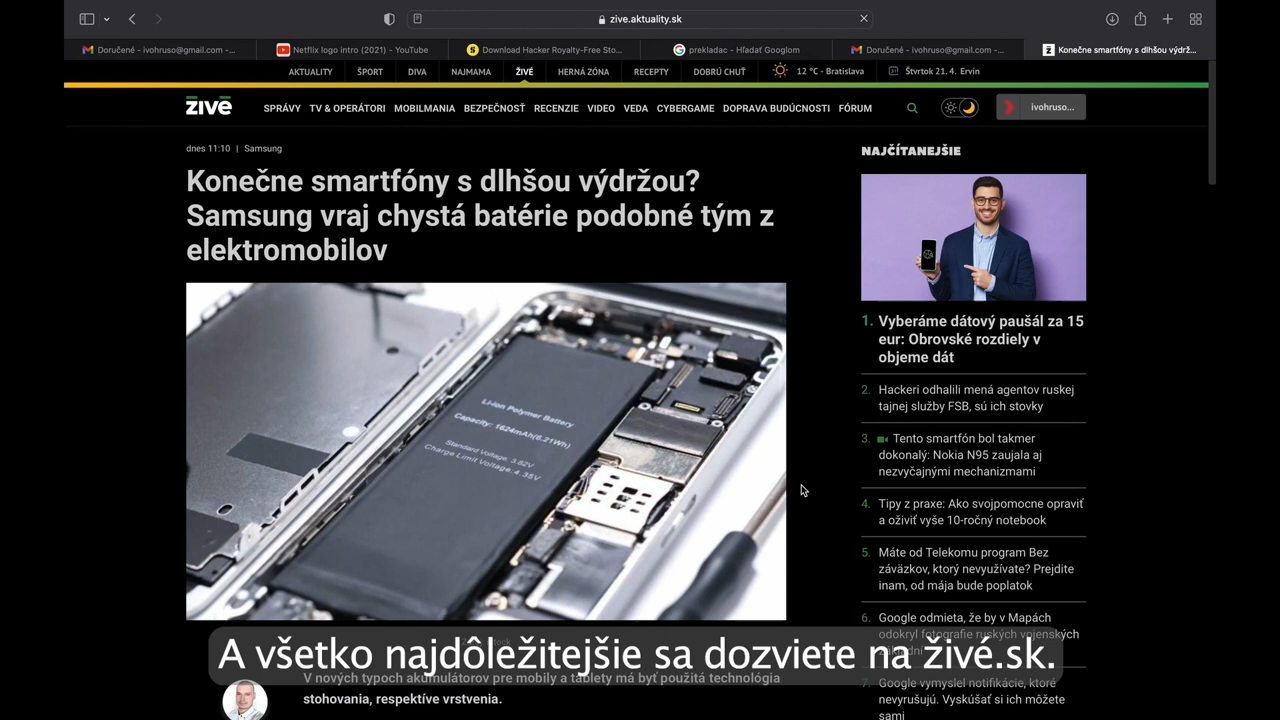 zive.aktuality.sk
Doručené - ivohruso@gmail.com -...
Netflix logo intro (2021) - YouTube
Download Hacker Royalty-Free Sto...
prekladac - Hľadať Googlom
Doručené - ivohruso@gmail.com -...
Konečne smartfóny s dlhšou výdrž...
AKTUALITY ŠPORT DIVA NAJMAMA ŽIVÉ HERNÁ ZÓNA RECEPTY DOBRÚ CHUŤ 12 °C - Bratislava Štvrtok 21. 4. Ervín
živé SPRÁVY TV & OPERÁTORI MOBILMANIA BEZPEČNOSŤ RECENZIE VIDEO VEDA CYBERGAME DOPRAVA BUDÚCNOSTI FÓRUM ivohruso...
dnes 11:10 | Samsung
Konečne smartfóny s dlhšou výdržou?
Samsung vraj chystá batérie podobné tým z
elektromobilov
Li-ion Polymer Battery
Capacity: 1624mAh(6.21Wh)
Standard Voltage: 3.82V
Charge Limit Voltage:4.35V
V nových typoch akumulátorov pre mobily a tablety má byť použitá technológia
stohovania, respektíve vrstvenia.
NAJČÍTANEJŠIE
1. Vyberáme dátový paušál za 15
eur: Obrovské rozdiely v
objeme dát
2. Hackeri odhalili mená agentov ruskej
tajnej služby FSB, sú ich stovky
3. Tento smartfón bol takmer
dokonalý: Nokia N95 zaujala aj
nezvyčajnými mechanizmami
4. Tipy z praxe: Ako svojpomocne opraviť
a oživiť vyše 10-ročný notebook
5. Máte od Telekomu program Bez
záväzkov, ktorý nevyužívate? Prejdite
inam, od mája bude poplatok
6. Google odmieta, že by v Mapách
odokryl fotografie ruských vojenských
7. Google vymyslel notifikácie, ktoré
nevyrušujú. Vyskúšať si ich môžete
sami
A všetko najdôležitejšie sa dozviete na živé.sk.